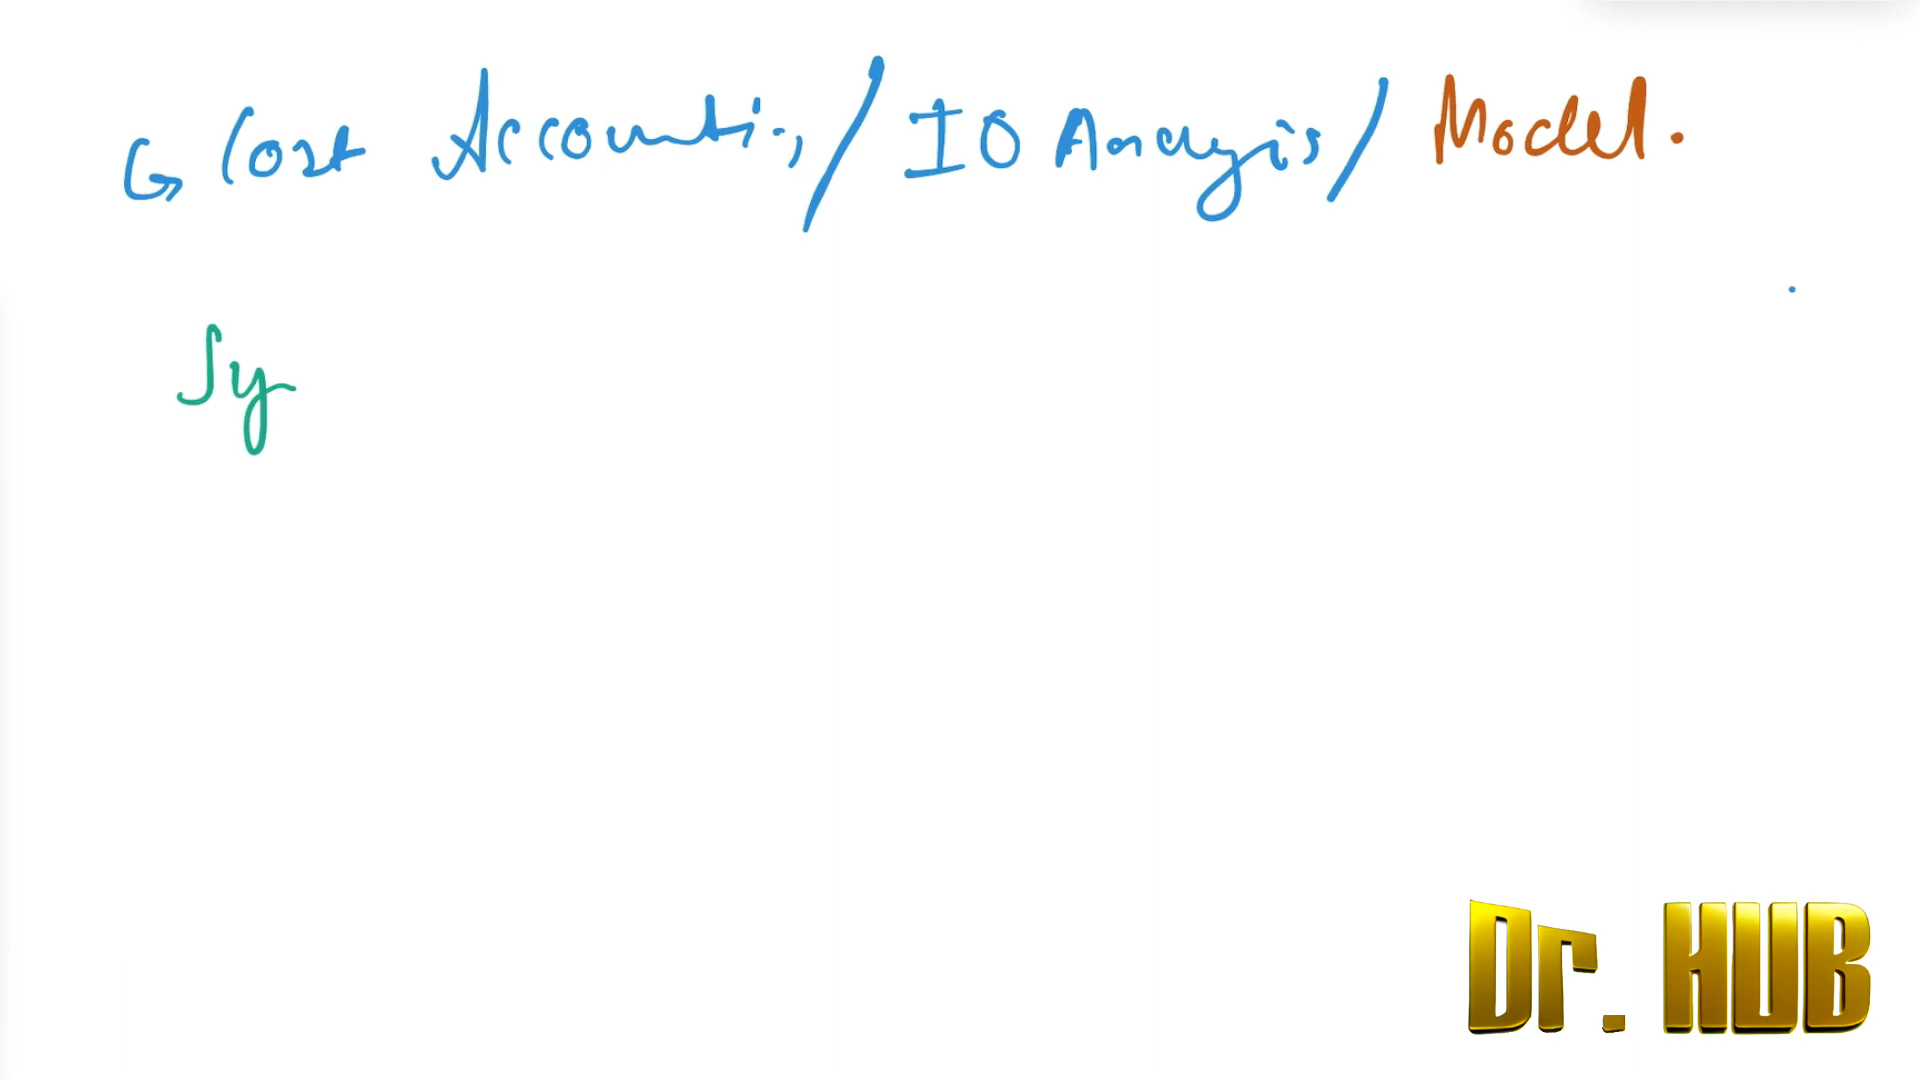 ↳ Cost Accounting / IO Analysis / Model.
Sy
Dr. HUB